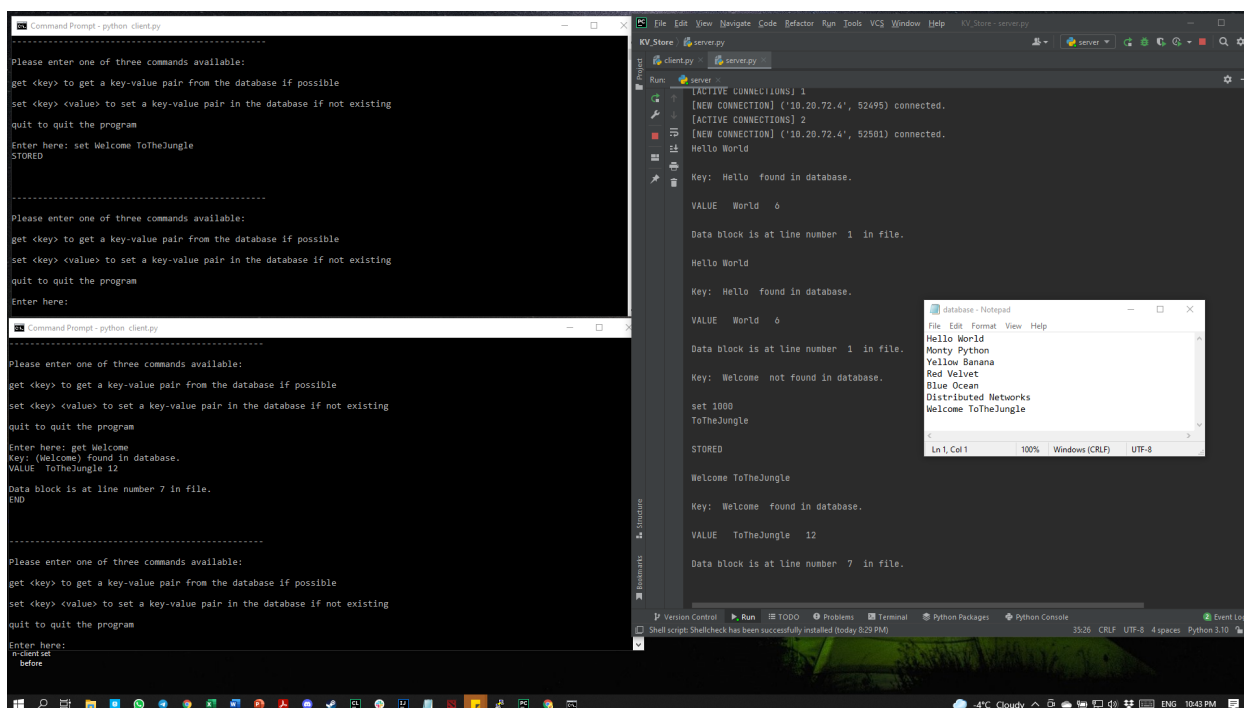 Command Prompt - python client.py
------------------------------------------------
Please enter one of three commands available:
get <key> to get a key-value pair from the database if possible
set <key> <value> to set a key-value pair in the database if not existing
quit to quit the program
Enter here: set Welcome ToTheJungle
STORED
------------------------------------------------
Please enter one of three commands available:
get <key> to get a key-value pair from the database if possible
set <key> <value> to set a key-value pair in the database if not existing
quit to quit the program
Enter here:
Command Prompt - python client.py
------------------------------------------------
Please enter one of three commands available:
get <key> to get a key-value pair from the database if possible
set <key> <value> to set a key-value pair in the database if not existing
quit to quit the program
Enter here: get Welcome
Key: (Welcome) found in database.
VALUE  ToTheJungle 12
Data block is at line number 7 in file.
END
------------------------------------------------
Please enter one of three commands available:
get <key> to get a key-value pair from the database if possible
set <key> <value> to set a key-value pair in the database if not existing
quit to quit the program
Enter here:
n-client set
before
File Edit View Navigate Code Refactor Run Tools VCS Window Help KV_Store - server.py
KV_Store server.py server
Project
client.py server.py
Run: server
[ACTIVE CONNECTIONS] 1
[NEW CONNECTION] ('10.20.72.4', 52495) connected.
[ACTIVE CONNECTIONS] 2
[NEW CONNECTION] ('10.20.72.4', 52501) connected.
Hello World
Key:  Hello  found in database.
VALUE   World   6
Data block is at line number  1  in file.
Hello World
Key:  Hello  found in database.
VALUE   World   6
Data block is at line number  1  in file.
Key:  Welcome  not found in database.
set 1000
ToTheJungle
STORED
Welcome ToTheJungle
Key:  Welcome  found in database.
VALUE   ToTheJungle   12
Data block is at line number  7  in file.
Structure
Bookmarks
database - Notepad
File Edit Format View Help
Hello World
Monty Python
Yellow Banana
Red Velvet
Blue Ocean
Distributed Networks
Welcome ToTheJungle
Ln 1, Col 1 100% Windows (CRLF) UTF-8
Version Control Run TODO Problems Terminal Python Packages Python Console 2 Event Log
Shell script: Shellcheck has been successfully installed (today 8:29 PM) 35:26 CRLF UTF-8 4 spaces Python 3.10
-4°C Cloudy ENG 10:43 PM